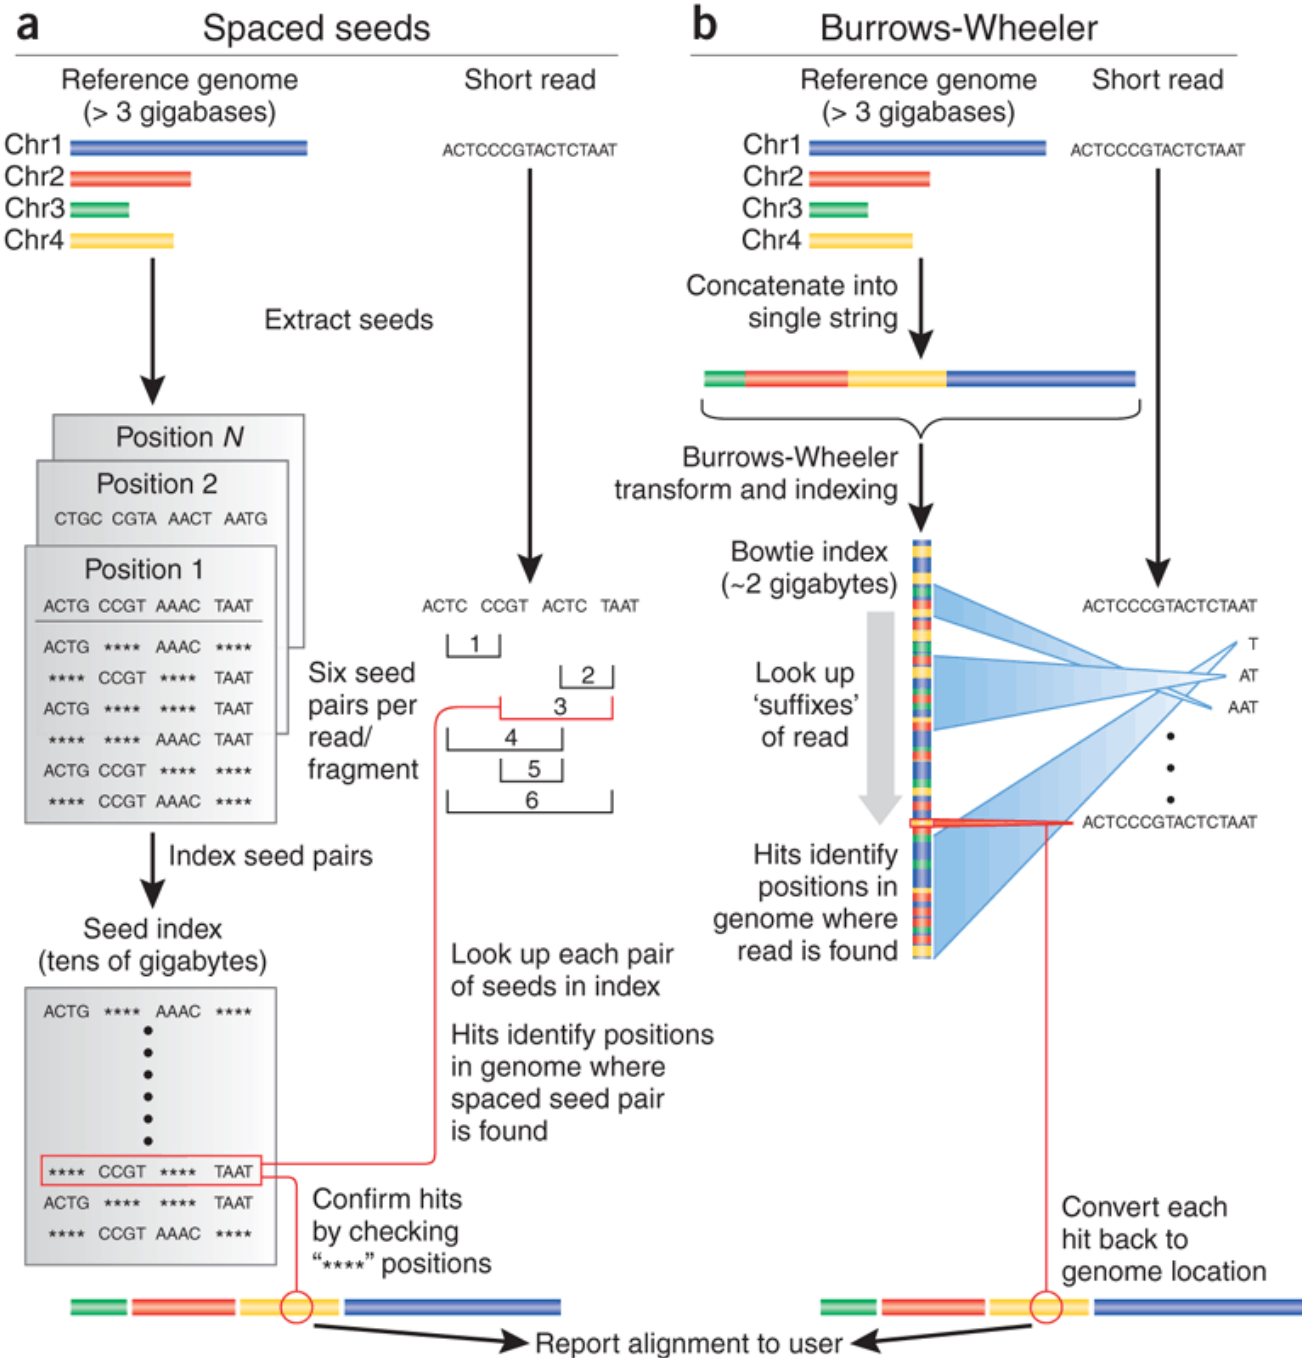 a Spaced seeds
Reference genome
(> 3 gigabases)
Short read
Chr1
Chr2
Chr3
Chr4
ACTCCCGTACTCTAAT
Extract seeds
Position N
Position 2
CTGC CGTA AACT AATG
Position 1
ACTG CCGT AAAC TAAT
ACTG **** AAAC ****
**** CCGT **** TAAT
ACTG **** **** TAAT
**** **** AAAC TAAT
ACTG CCGT **** ****
**** CCGT AAAC ****
Six seed
pairs per
read/
fragment
ACTC CCGT ACTC TAAT
1
2
3
4
5
6
Index seed pairs
Seed index
(tens of gigabytes)
ACTG **** AAAC ****
**** CCGT **** TAAT
ACTG **** **** TAAT
**** CCGT AAAC ****
Look up each pair
of seeds in index
Hits identify positions
in genome where
spaced seed pair
is found
Confirm hits
by checking
“****” positions
b Burrows-Wheeler
Reference genome
(> 3 gigabases)
Short read
Chr1
Chr2
Chr3
Chr4
ACTCCCGTACTCTAAT
Concatenate into
single string
Burrows-Wheeler
transform and indexing
Bowtie index
(~2 gigabytes)
ACTCCCGTACTCTAAT
T
AT
AAT
ACTCCCGTACTCTAAT
Look up
‘suffixes’
of read
Hits identify
positions in
genome where
read is found
Convert each
hit back to
genome location
Report alignment to user